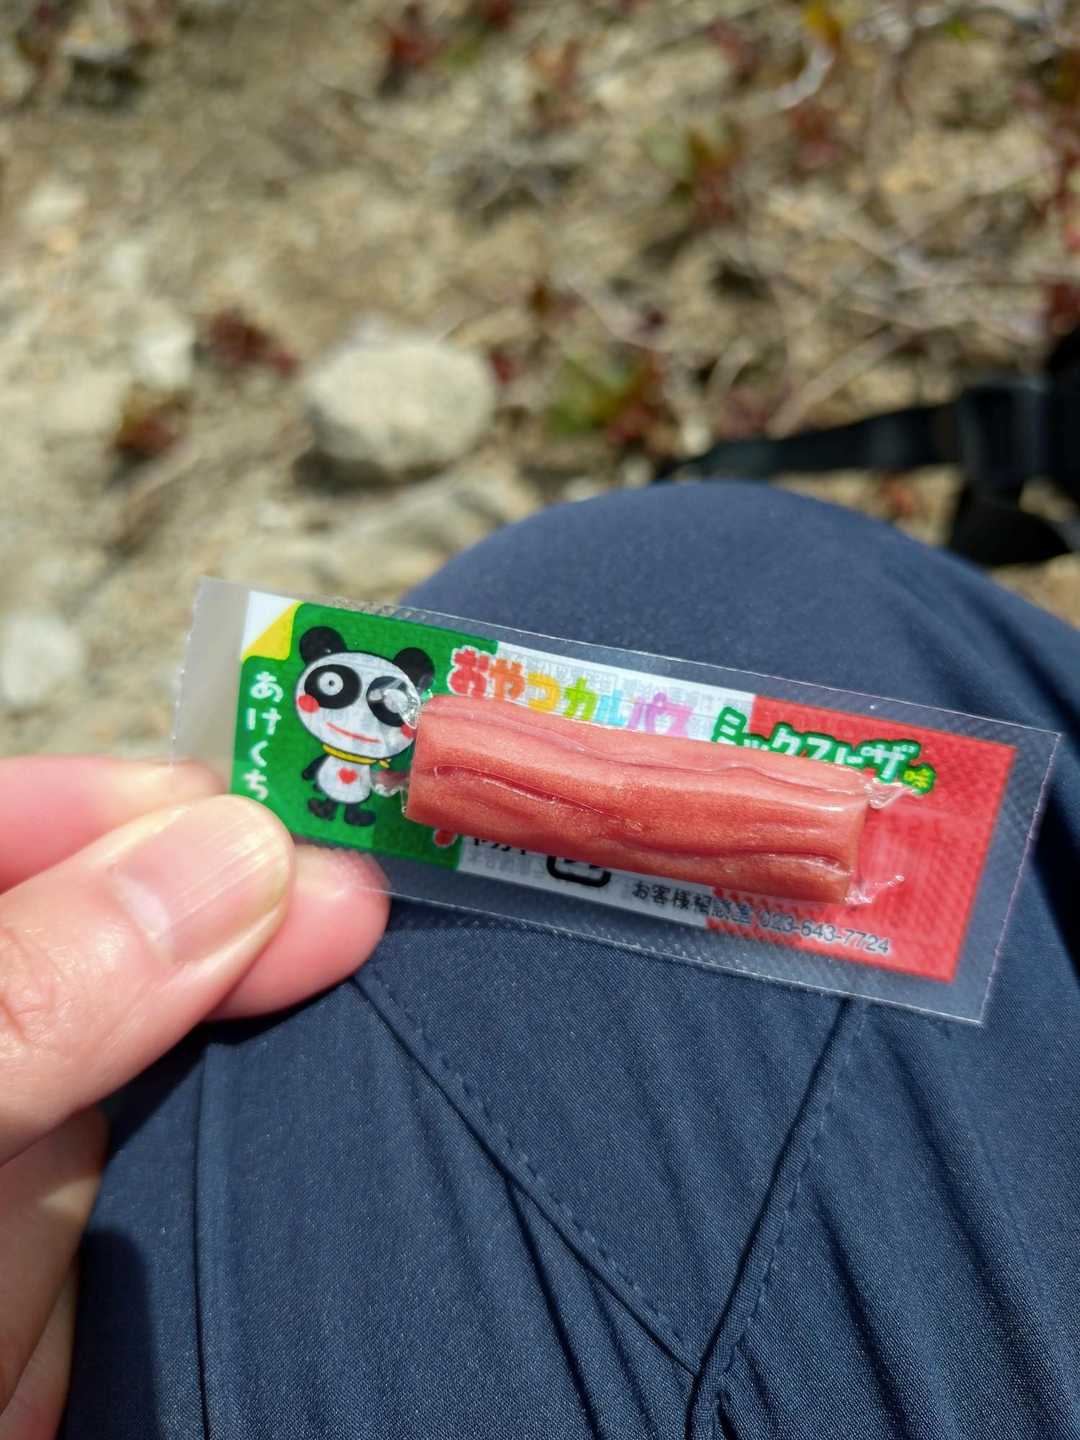 あけくち
おやつカルパス
ミックスピザ味
お客様相談室 023-643-7724